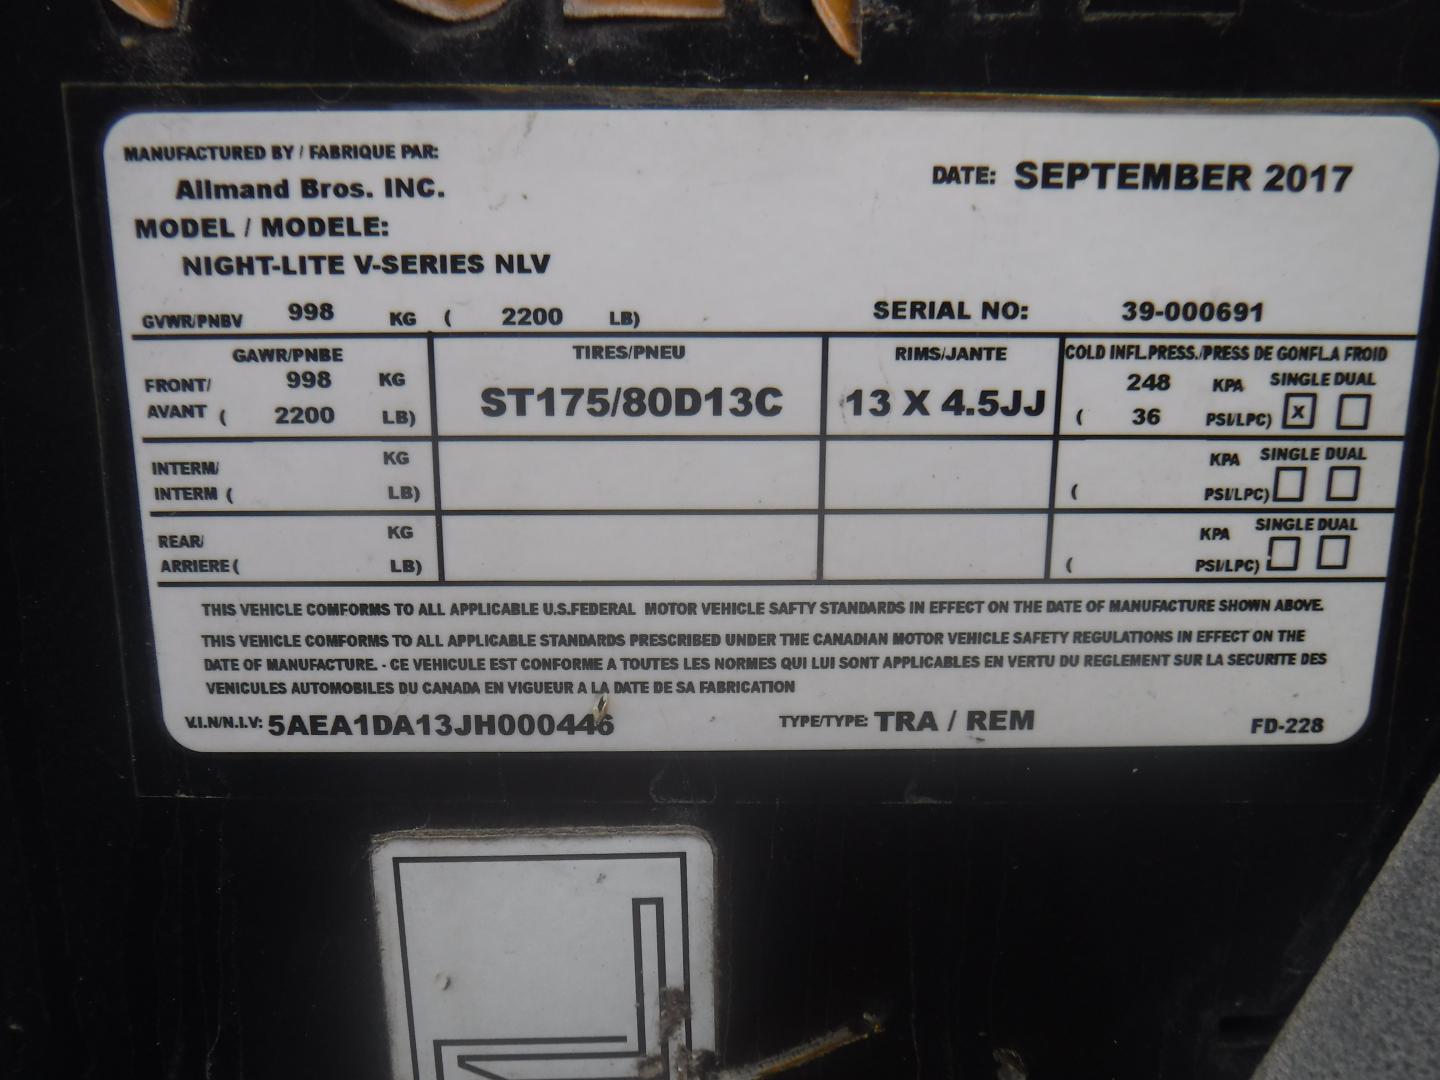 MANUFACTURED BY / FABRIQUE PAR:
Allmand Bros. INC.
DATE: SEPTEMBER 2017
MODEL / MODELE:
NIGHT-LITE V-SERIES NLV
GVWR/PNBV 998 KG ( 2200 LB) SERIAL NO: 39-000691
GAWR/PNBE TIRES/PNEU RIMS/JANTE COLD INFL.PRESS./PRESS DE GONFL.A FROID
FRONT/ 998 KG ST175/80D13C 13 X 4.5JJ 248 KPA SINGLE DUAL
AVANT ( 2200 LB) ( 36 PSI/LPC) X
INTERM/ KG KPA SINGLE DUAL
INTERM ( LB) ( PSI/LPC)
REAR/ KG KPA SINGLE DUAL
ARRIERE ( LB) ( PSI/LPC)
THIS VEHICLE COMFORMS TO ALL APPLICABLE U.S.FEDERAL MOTOR VEHICLE SAFTY STANDARDS IN EFFECT ON THE DATE OF MANUFACTURE SHOWN ABOVE.
THIS VEHICLE COMFORMS TO ALL APPLICABLE STANDARDS PRESCRIBED UNDER THE CANADIAN MOTOR VEHICLE SAFETY REGULATIONS IN EFFECT ON THE
DATE OF MANUFACTURE. - CE VEHICULE EST CONFORME A TOUTES LES NORMES QUI LUI SONT APPLICABLES EN VERTU DU REGLEMENT SUR LA SECURITE DES
VENICULES AUTOMOBILES DU CANADA EN VIGUEUR A LA DATE DE SA FABRICATION
V.I.N/N.I.V: 5AEA1DA13JH000446 TYPE/TYPE: TRA / REM FD-228